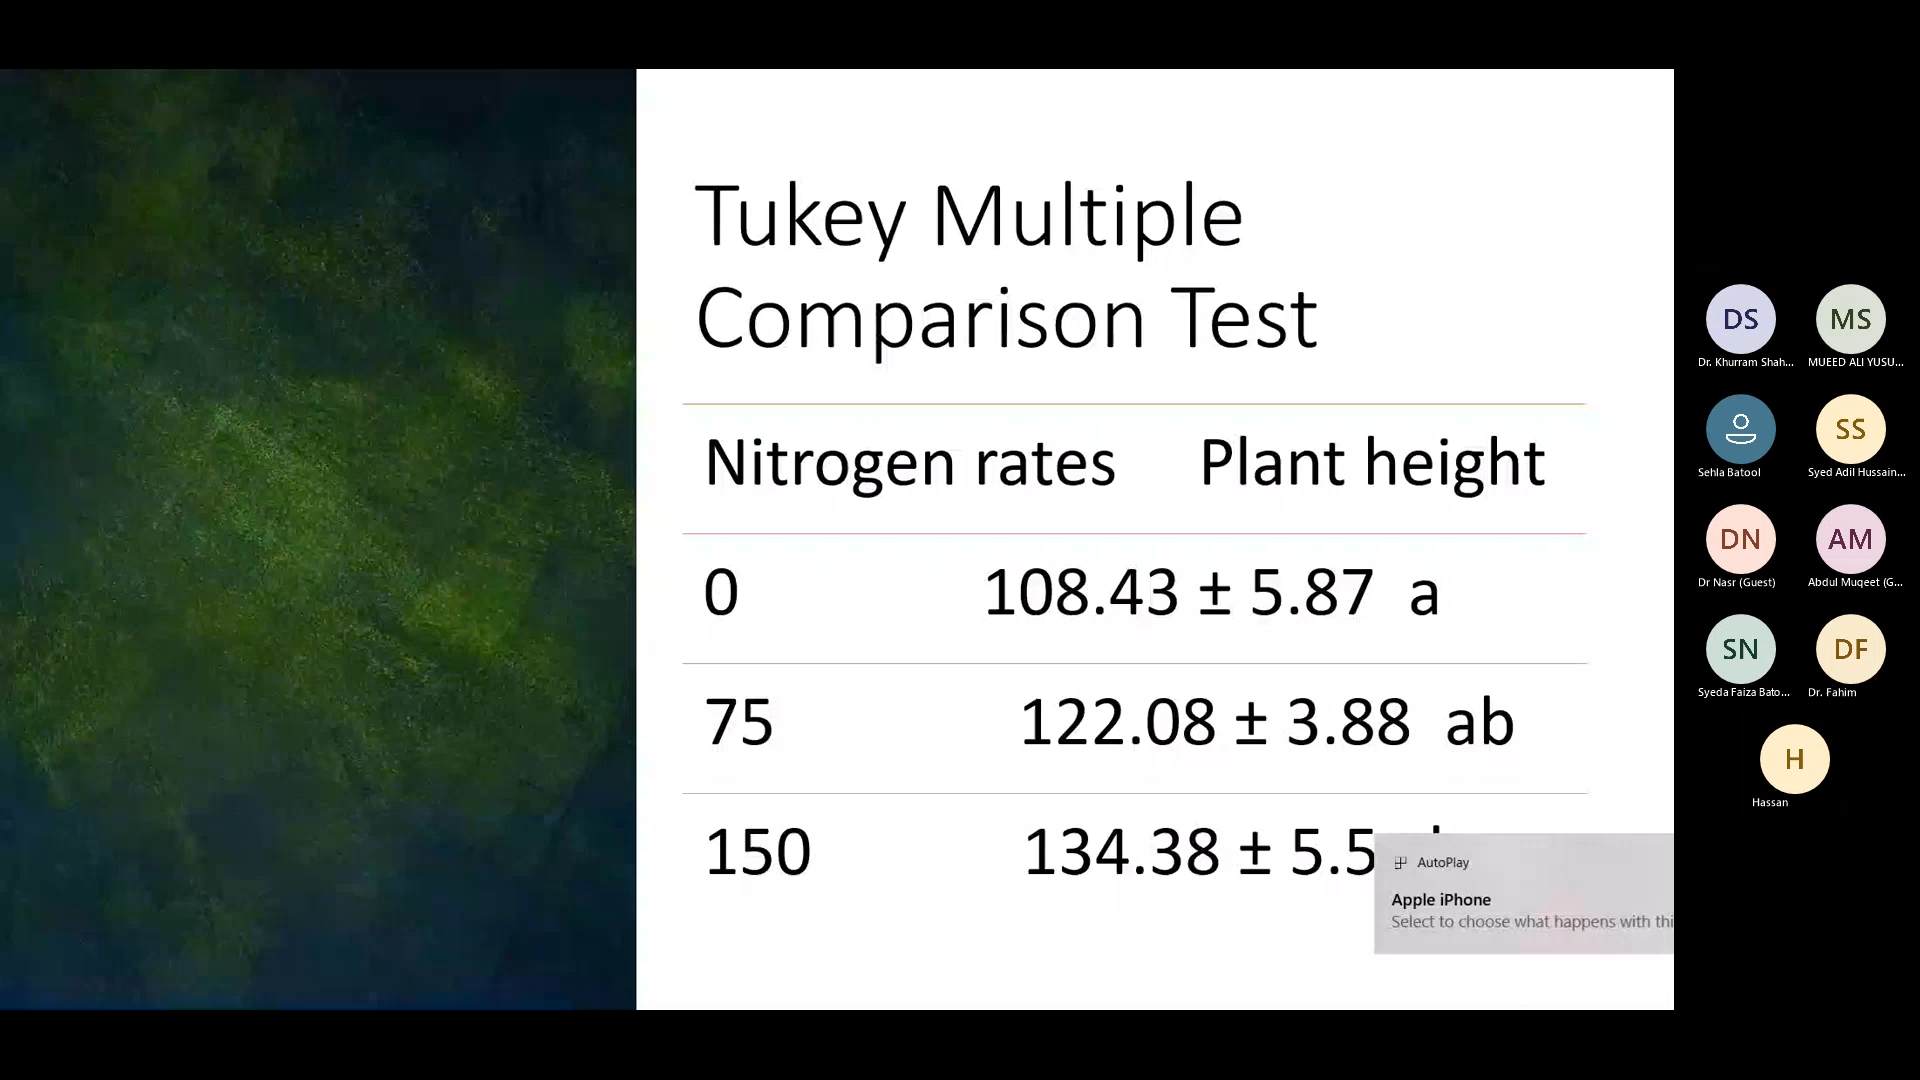 Tukey Multiple
Comparison Test
Nitrogen rates Plant height
0 108.43 ± 5.87 a
75 122.08 ± 3.88 ab
150 134.38 ± 5.5
AutoPlay
Apple iPhone
Select to choose what happens with thi
DS MS
Dr. Khurram Shah... MUEED ALI YUSU...
SS
Sehla Batool Syed Adil Hussain...
DN AM
Dr Nasr (Guest) Abdul Muqeet (G...
SN DF
Syeda Faiza Bato... Dr. Fahim
H
Hassan